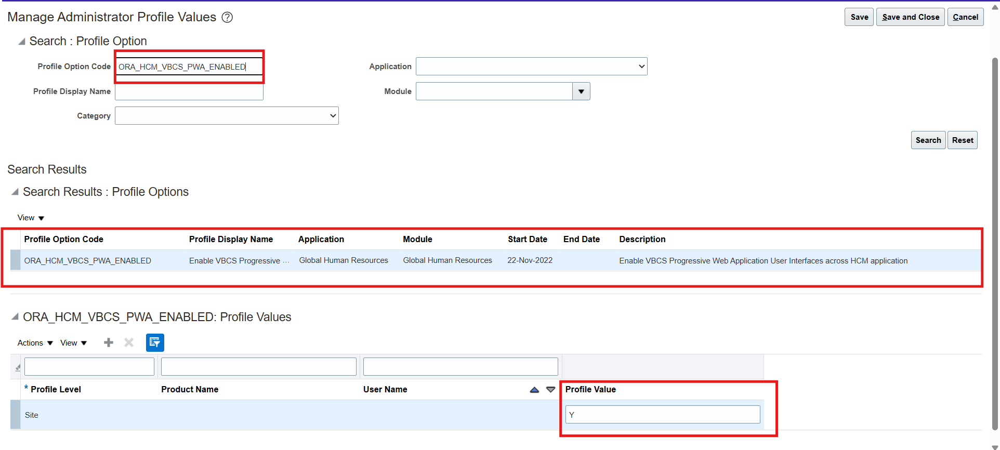 Manage Administrator Profile Values ?
Save Save and Close Cancel
Search : Profile Option
Profile Option Code ORA_HCM_VBCS_PWA_ENABLED Application
Profile Display Name Module
Category
Search Reset
Search Results
Search Results : Profile Options
View
Profile Option Code Profile Display Name Application Module Start Date End Date Description
ORA_HCM_VBCS_PWA_ENABLED Enable VBCS Progressive ... Global Human Resources Global Human Resources 22-Nov-2022 Enable VBCS Progressive Web Application User Interfaces across HCM application
ORA_HCM_VBCS_PWA_ENABLED: Profile Values
Actions View
* Profile Level Product Name User Name Profile Value
Site Y